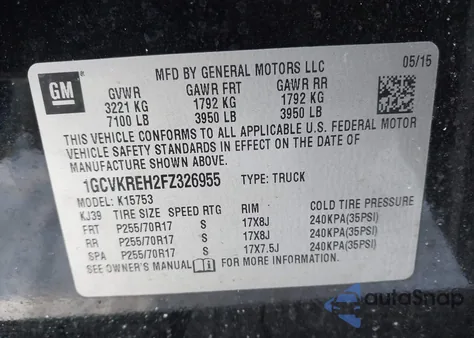 GM
MFD BY GENERAL MOTORS LLC 05/15
GVWR GAWR FRT GAWR RR
3221 KG 1792 KG 1792 KG
7100 LB 3950 LB 3950 LB
THIS VEHICLE CONFORMS TO ALL APPLICABLE U.S. FEDERAL MOTOR
VEHICLE SAFETY STANDARDS IN EFFECT ON THE DATE OF
MANUFACTURE SHOWN ABOVE.
1GCVKREH2FZ326955 TYPE: TRUCK
MODEL: K15753
KJ39 TIRE SIZE SPEED RTG RIM COLD TIRE PRESSURE
FRT P255/70R17 S 17X8J 240KPA(35PSI)
RR P255/70R17 S 17X8J 240KPA(35PSI)
SPA P255/70R17 S 17X7.5J 240KPA(35PSI)
SEE OWNER'S MANUAL FOR MORE INFORMATION.
autoSnap